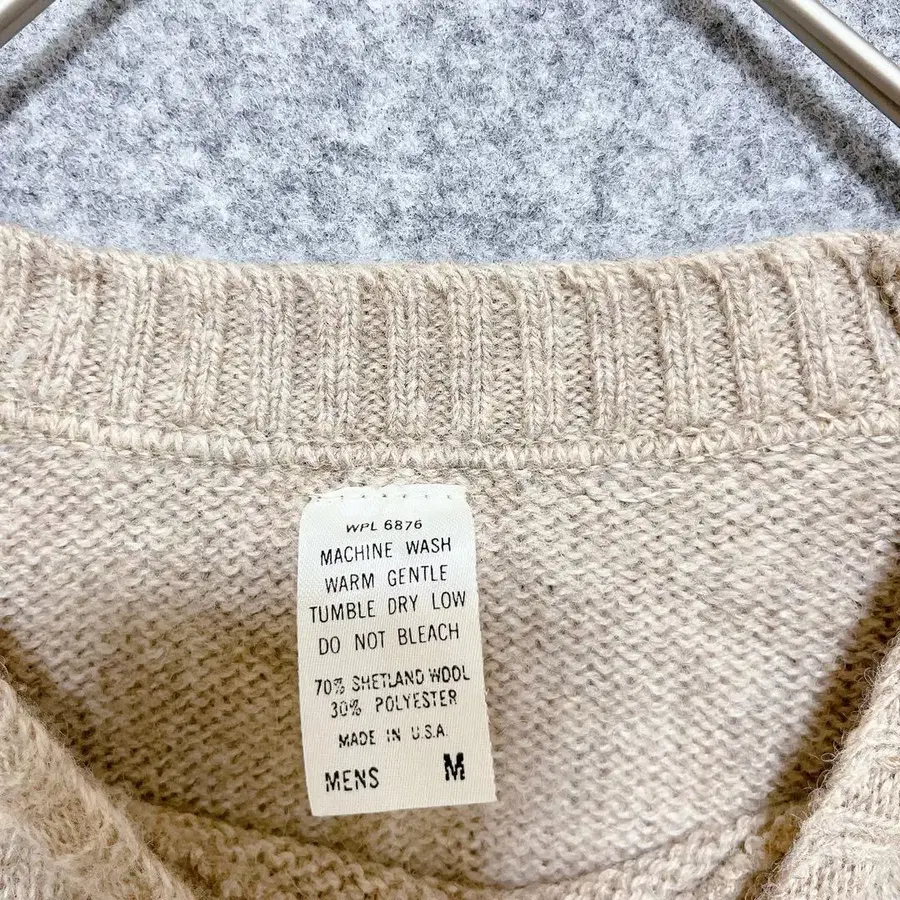 WPL 6876
MACHINE WASH
WARM GENTLE
TUMBLE DRY LOW
DO NOT BLEACH
70% SHETLAND WOOL
30% POLYESTER
MADE IN U.S.A.
MENS M